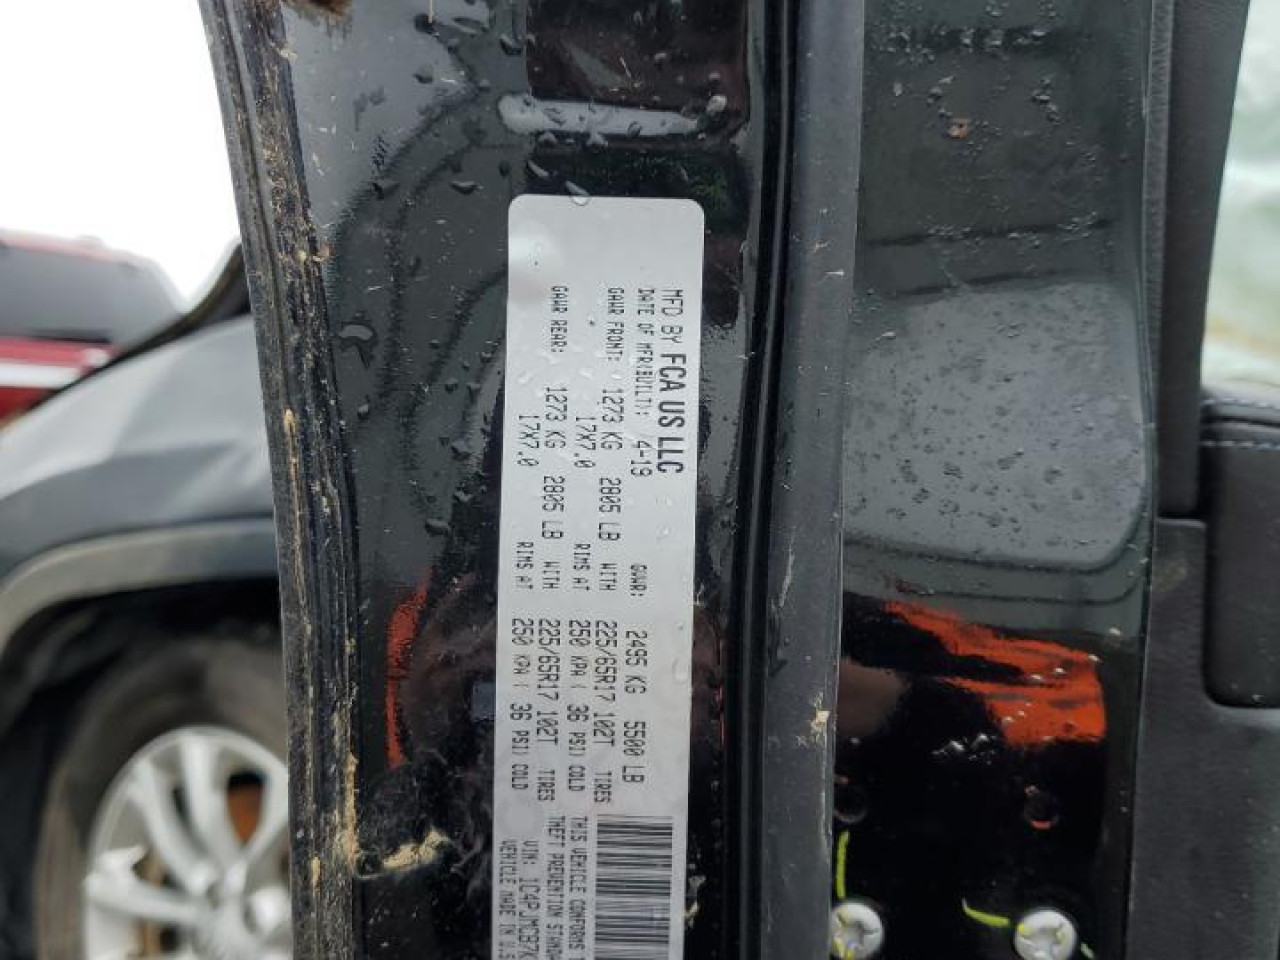 MFD BY FCA US LLC
DATE OF MFR(BUILT): 4-19 GVWR: 2495 KG 5500 LB
GAWR FRONT: 1273 KG 2805 LB WITH 225/65R17 102T TIRES
17X7.0 RIMS AT 250 KPA ( 36 PSI) COLD
GAWR REAR: 1273 KG 2805 LB WITH 225/65R17 102T TIRES
17X7.0 RIMS AT 250 KPA ( 36 PSI) COLD
THIS VEHICLE CONFORMS
THEFT PREVENTION
VIN: 1C4PJMCB7K
VEHICLE MADE IN U.S